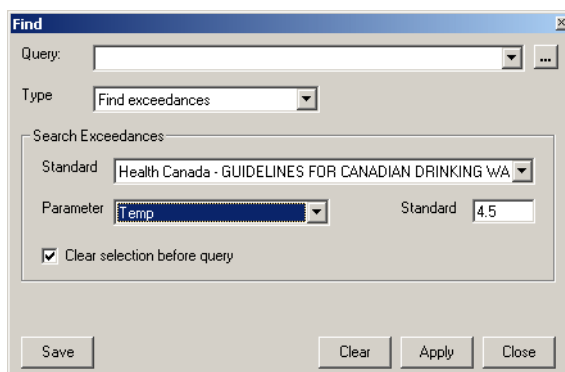 Find
Query: ...
Type Find exceedances
Search Exceedances
Standard Health Canada - GUIDELINES FOR CANADIAN DRINKING WA
Parameter Temp Standard 4.5
Clear selection before query
Save Clear Apply Close